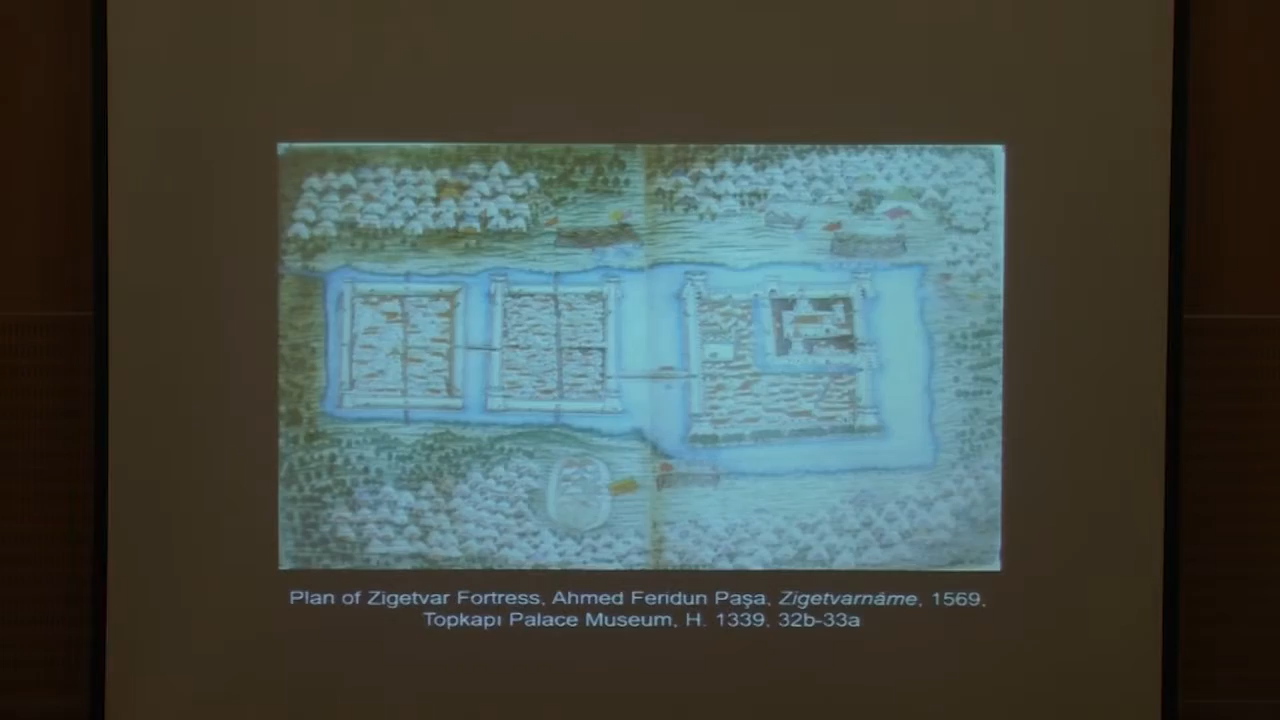 Plan of Zigetvar Fortress, Ahmed Feridun Paşa, Zigetvarnâme, 1569,
Topkapı Palace Museum, H. 1339, 32b-33a